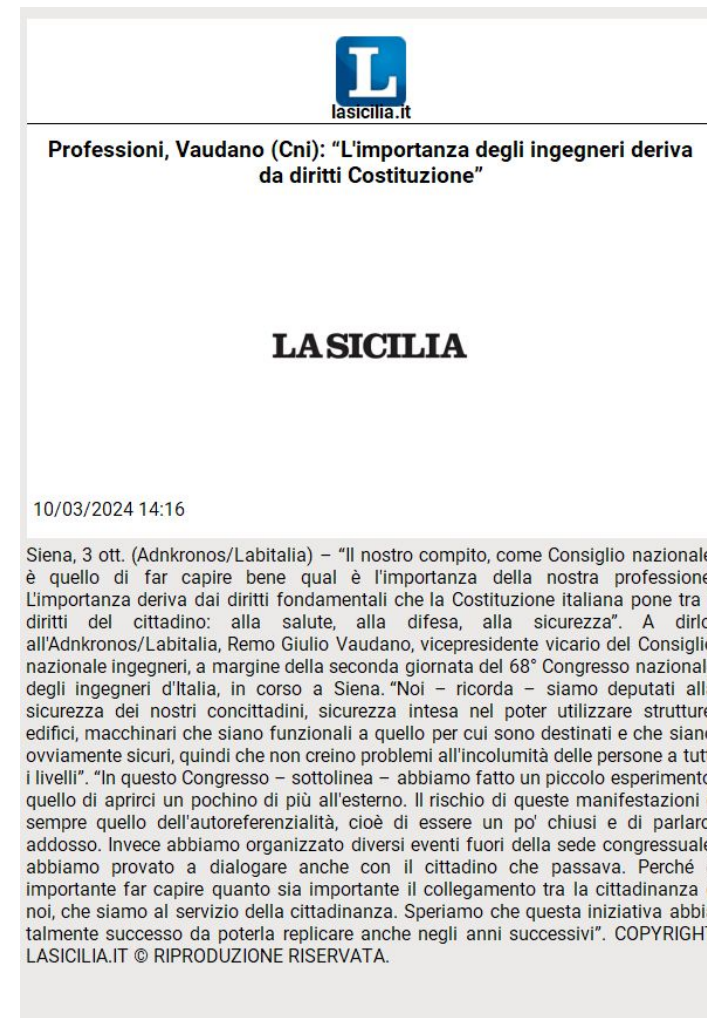 L
lasicilia.it
Professioni, Vaudano (Cni): “L'importanza degli ingegneri deriva
da diritti Costituzione”
LA SICILIA
10/03/2024 14:16
Siena, 3 ott. (Adnkronos/Labitalia) – “Il nostro compito, come Consiglio nazionale
è quello di far capire bene qual è l'importanza della nostra professione
L'importanza deriva dai diritti fondamentali che la Costituzione italiana pone tra
diritti del cittadino: alla salute, alla difesa, alla sicurezza”. A dirlo
all'Adnkronos/Labitalia, Remo Giulio Vaudano, vicepresidente vicario del Consiglio
nazionale ingegneri, a margine della seconda giornata del 68° Congresso nazional
degli ingegneri d'Italia, in corso a Siena. “Noi – ricorda – siamo deputati all
sicurezza dei nostri concittadini, sicurezza intesa nel poter utilizzare strutture
edifici, macchinari che siano funzionali a quello per cui sono destinati e che siano
ovviamente sicuri, quindi che non creino problemi all'incolumità delle persone a tutt
i livelli”. “In questo Congresso – sottolinea – abbiamo fatto un piccolo esperimento
quello di aprirci un pochino di più all'esterno. Il rischio di queste manifestazioni
sempre quello dell'autoreferenzialità, cioè di essere un po' chiusi e di parlarc
addosso. Invece abbiamo organizzato diversi eventi fuori della sede congressuale
abbiamo provato a dialogare anche con il cittadino che passava. Perché
importante far capire quanto sia importante il collegamento tra la cittadinanza
noi, che siamo al servizio della cittadinanza. Speriamo che questa iniziativa abbi
talmente successo da poterla replicare anche negli anni successivi”. COPYRIGHT
LASICILIA.IT © RIPRODUZIONE RISERVATA.